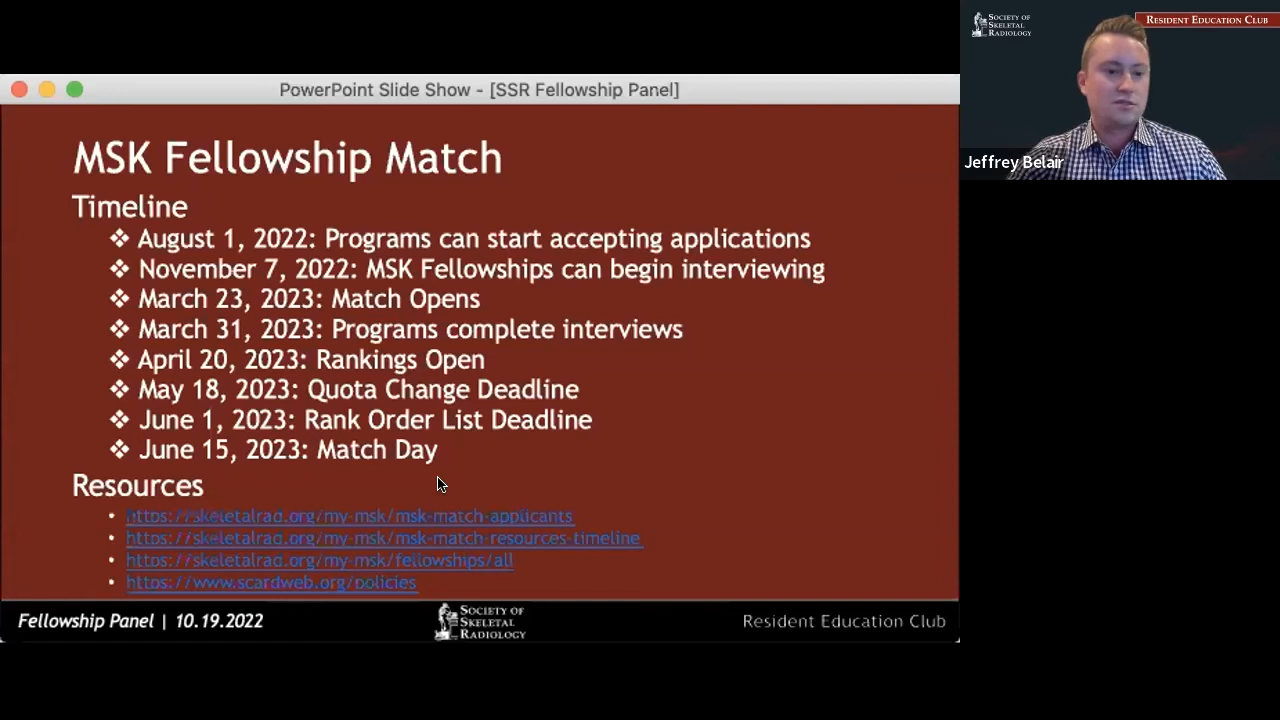 PowerPoint Slide Show - [SSR Fellowship Panel]
MSK Fellowship Match
Timeline
❖ August 1, 2022: Programs can start accepting applications
❖ November 7, 2022: MSK Fellowships can begin interviewing
❖ March 23, 2023: Match Opens
❖ March 31, 2023: Programs complete interviews
❖ April 20, 2023: Rankings Open
❖ May 18, 2023: Quota Change Deadline
❖ June 1, 2023: Rank Order List Deadline
❖ June 15, 2023: Match Day
Resources
• https://skeletalrad.org/my-msk/msk-match-applicants
• https://skeletalrad.org/my-msk/msk-match-resources-timeline
• https://skeletalrad.org/my-msk/fellowships/all
• https://www.scardweb.org/policies
Fellowship Panel | 10.19.2022
SOCIETY OF
SKELETAL
RADIOLOGY
Resident Education Club
SOCIETY OF
SKELETAL
RADIOLOGY
RESIDENT EDUCATION CLUB
Jeffrey Belair